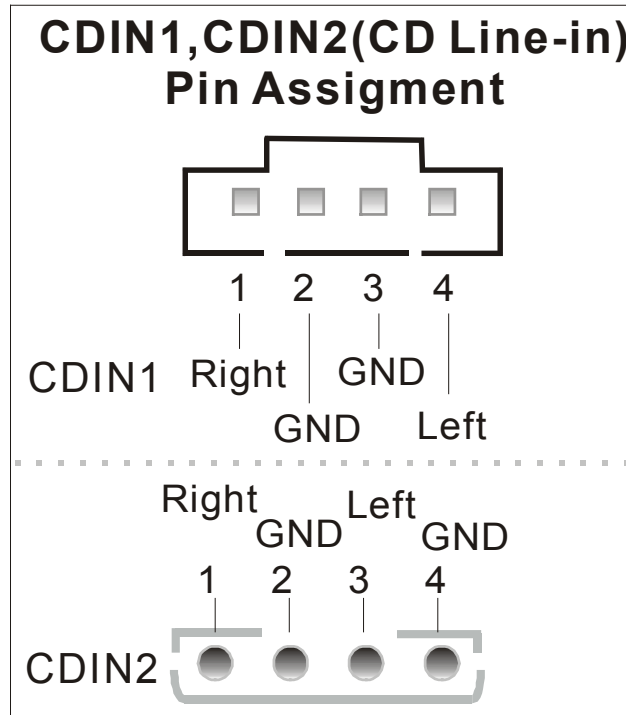 CDIN1,CDIN2(CD Line-in)
Pin Assigment
1 2 3 4
CDIN1 Right GND
GND Left
Right Left
GND GND
1 2 3 4
CDIN2